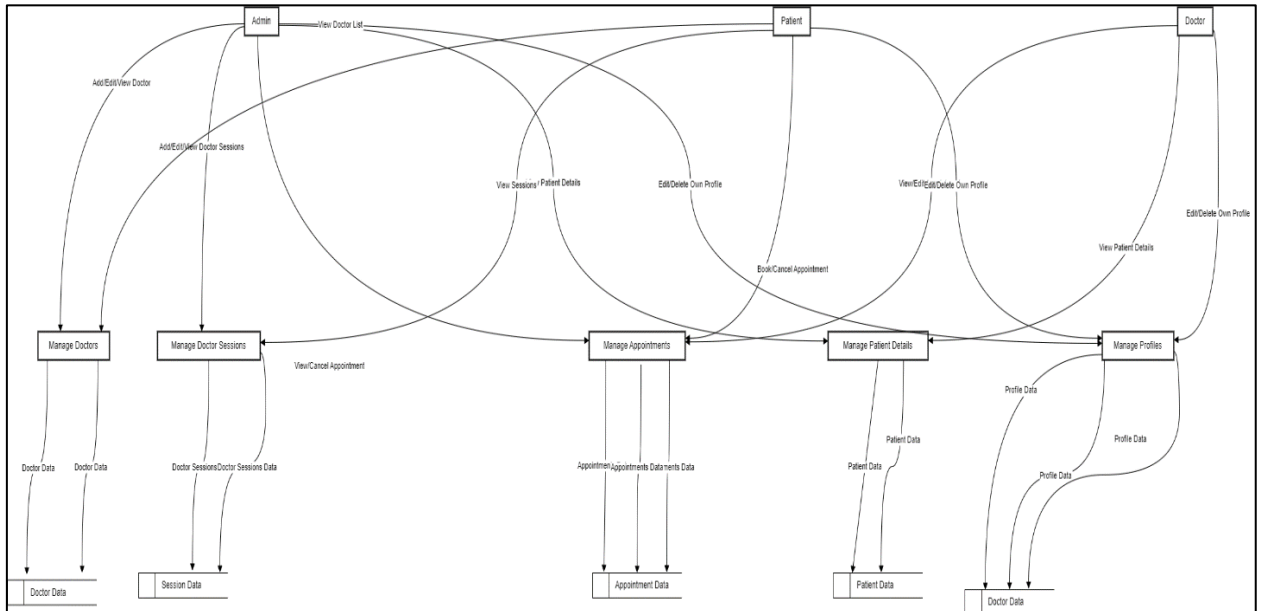 Admin
View Doctor List
Patient
Doctor
Add/Edit/View Doctor
Add/Edit/View Doctor Sessions
View Sessions
Patient Details
Edit/Delete Own Profile
View/Edit
Edit/Delete Own Profile
Edit/Delete Own Profile
View Patient Details
Book/Cancel Appointment
Manage Doctors
Manage Doctor Sessions
Manage Appointments
Manage Patient Details
Manage Profiles
View/Cancel Appointment
Profile Data
Patient Data
Profile Data
Doctor Data
Doctor Data
Doctor Sessions
Doctor Sessions Data
Appointment
Appointments Data
Data
Patient Data
Profile Data
Doctor Data
Session Data
Appointment Data
Patient Data
Doctor Data